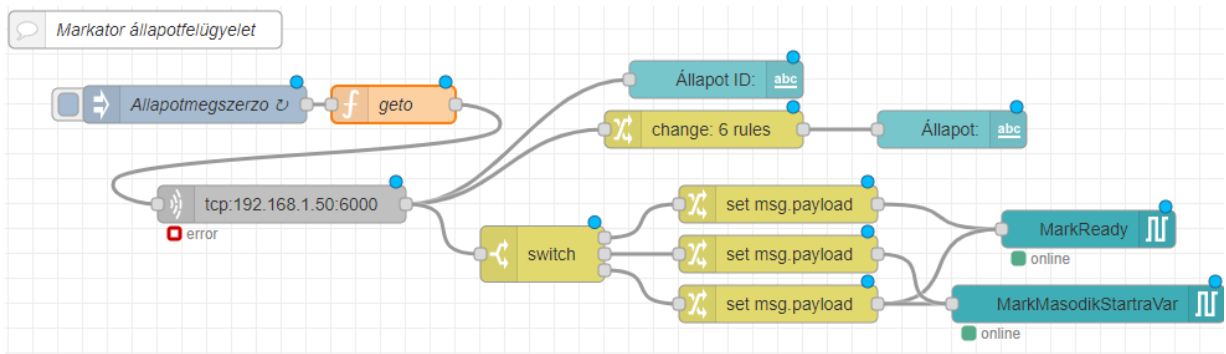 Markator állapotfelügyelet
Állapot ID: abc
Allapotmegszerzo ↻
f geto
change: 6 rules
Állapot: abc
tcp:192.168.1.50:6000
error
set msg.payload
switch
set msg.payload
set msg.payload
MarkReady
online
MarkMasodikStartraVar
online